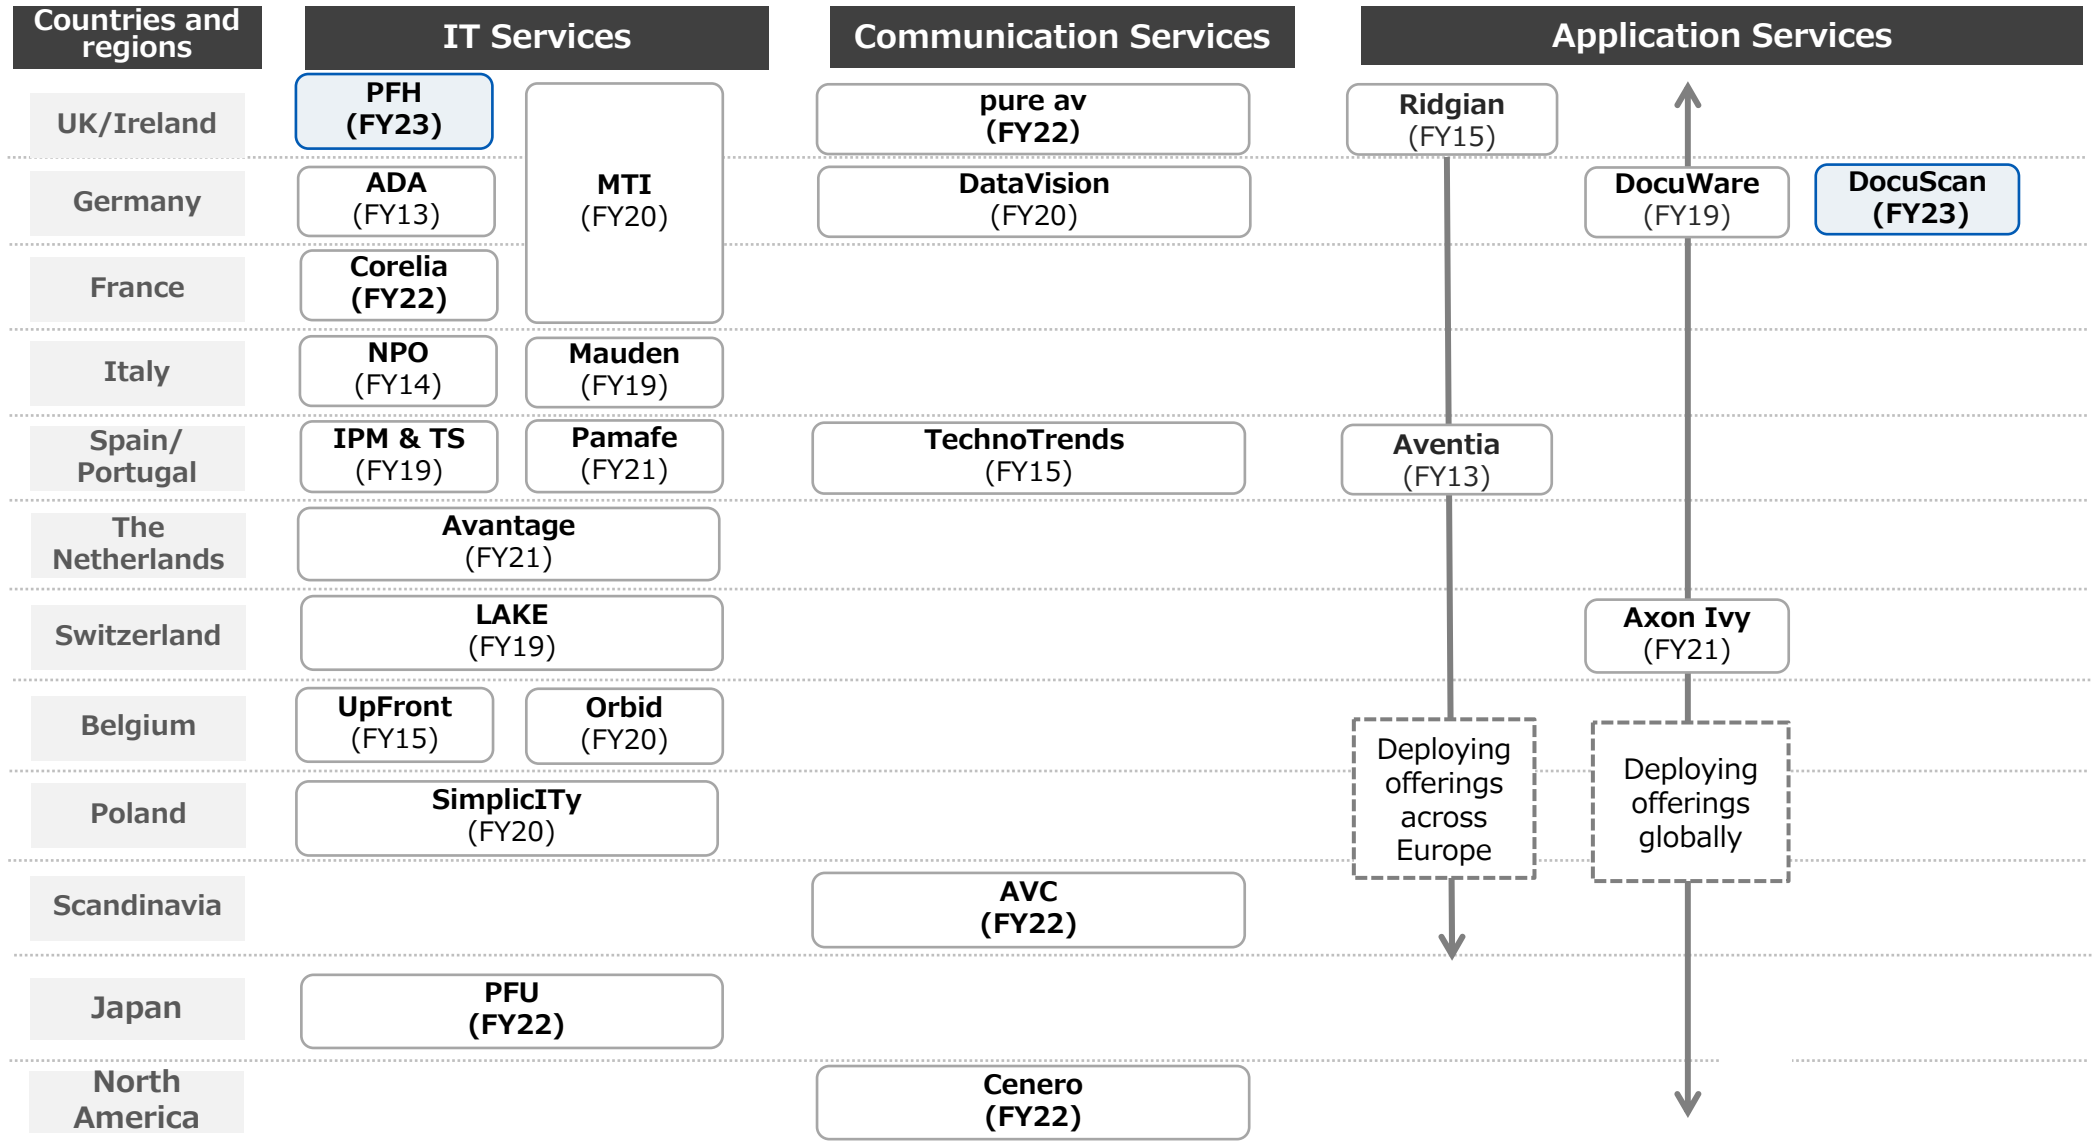 Countries and
regions
IT Services
Communication Services
Application Services
UK/Ireland
PFH
(FY23)
MTI
(FY20)
pure av
(FY22)
Ridgian
(FY15)
Germany
ADA
(FY13)
DataVision
(FY20)
DocuWare
(FY19)
DocuScan
(FY23)
France
Corelia
(FY22)
Italy
NPO
(FY14)
Mauden
(FY19)
Spain/
Portugal
IPM & TS
(FY19)
Pamafe
(FY21)
TechnoTrends
(FY15)
Aventia
(FY13)
The
Netherlands
Avantage
(FY21)
Switzerland
LAKE
(FY19)
Axon Ivy
(FY21)
Belgium
UpFront
(FY15)
Orbid
(FY20)
Deploying
offerings
across
Europe
Deploying
offerings
globally
Poland
SimplicITy
(FY20)
Scandinavia
AVC
(FY22)
Japan
PFU
(FY22)
North
America
Cenero
(FY22)